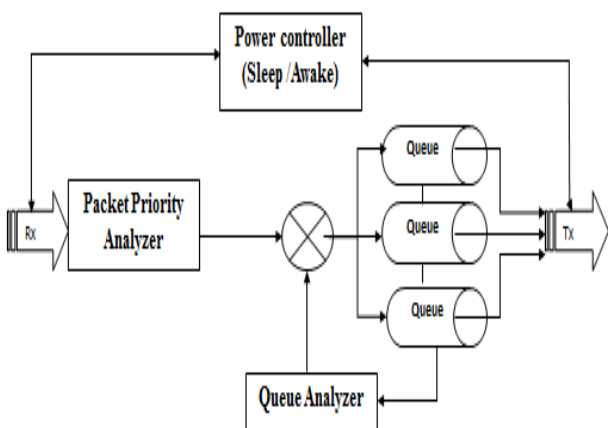 Power controller
(Sleep /Awake)
Queue
Packet Priority
Analyzer
Rx
Queue
Tx
Queue
Queue Analyzer